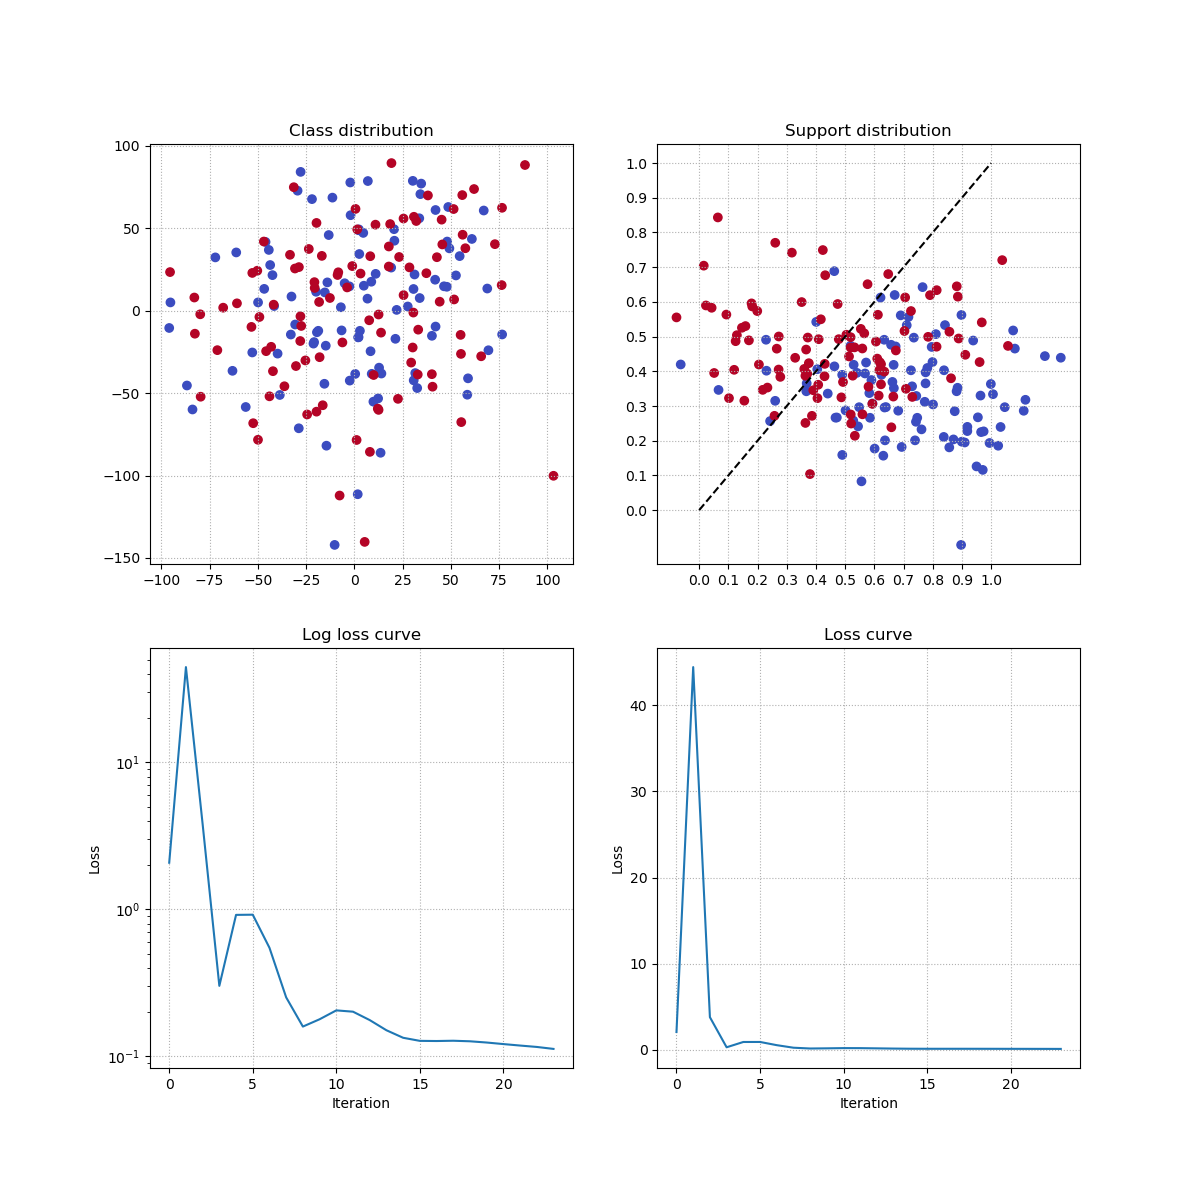 Class distribution
100
50
0
−50
−100
−150
−100 −75 −50 −25 0 25 50 75 100
Support distribution
1.0
0.9
0.8
0.7
0.6
0.5
0.4
0.3
0.2
0.1
0.0
0.0 0.1 0.2 0.3 0.4 0.5 0.6 0.7 0.8 0.9 1.0
Log loss curve
Loss
10¹
10⁰
10⁻¹
0 5 10 15 20
Iteration
Loss curve
Loss
40
30
20
10
0
0 5 10 15 20
Iteration